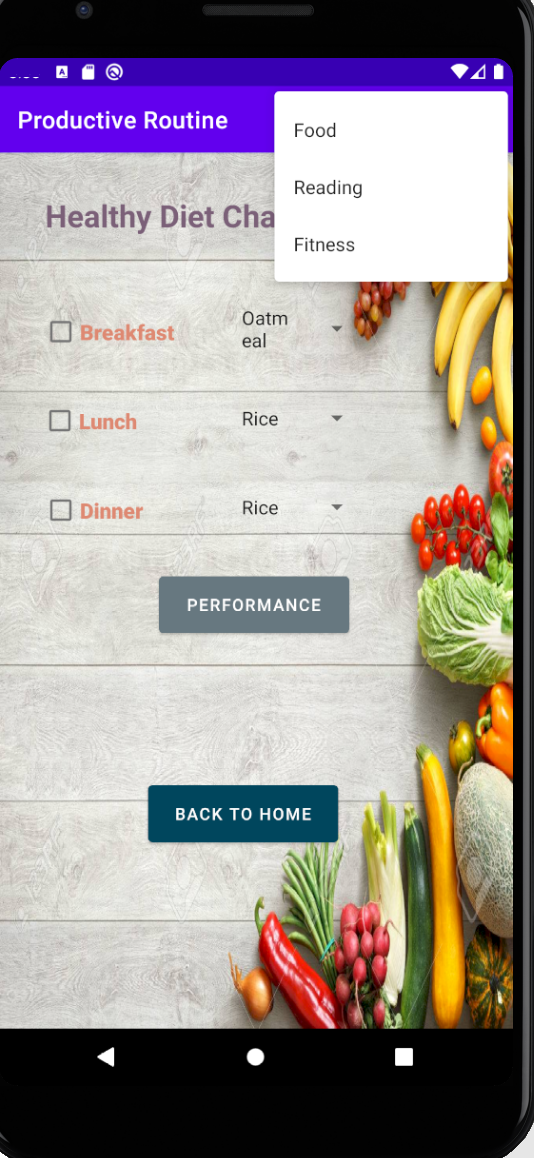 Productive Routine
Food
Reading
Fitness
Healthy Diet Cha
Breakfast
Oatm
eal
Lunch
Rice
Dinner
Rice
PERFORMANCE
BACK TO HOME